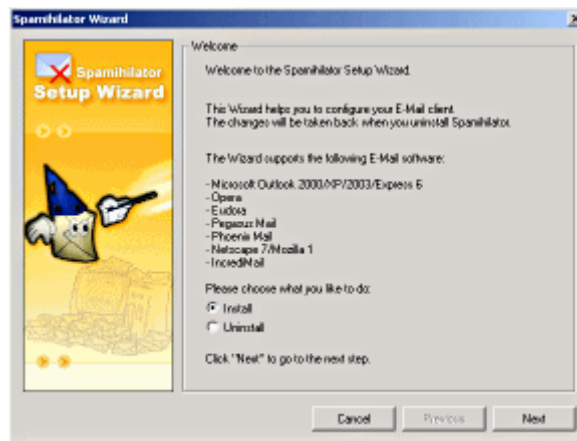 Spamihilator Wizard
Spamihilator
Setup Wizard
Welcome
Welcome to the Spamihilator Setup Wizard.
This Wizard helps you to configure your E-Mail client.
The changes will be taken back when you uninstall Spamihilator.
The Wizard supports the following E-Mail software:
- Microsoft Outlook 2000/XP/2003/Express 6
- Opera
- Eudora
- Pegasus Mail
- Phoenix Mail
- Netscape 7/Mozilla 1
- IncrediMail
Please choose what you like to do:
Install
Uninstall
Click "Next" to go to the next step.
Cancel
Previous
Next